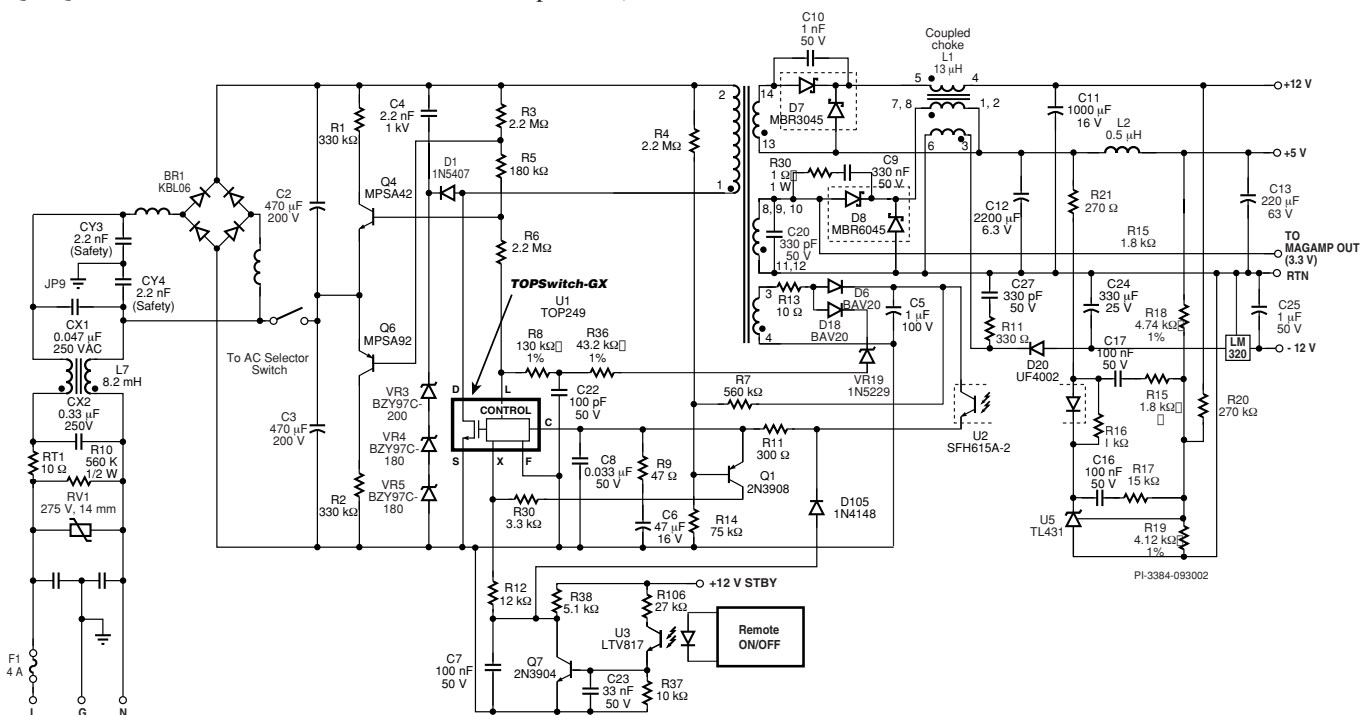 C10
1 nF
50 V
Coupled
choke
L1
13 µH
5
4
+12 V
2
14
D7
MBR3045
7, 8
1, 2
C11
1000 µF
16 V
L2
0.5 µH
C4
2.2 nF
1 kV
R3
2.2 MΩ
R4
2.2 MΩ
R1
330 kΩ
13
6
3
+5 V
BR1
KBL06
D1
1N5407
R5
180 kΩ
1
R30
1 Ω
1 W
C9
330 nF
50 V
Q4
MPSA42
C2
470 µF
200 V
8, 9, 10
D8
MBR6045
C12
2200 µF
6.3 V
R21
270 Ω
C13
220 µF
63 V
CY3
2.2 nF
(Safety)
C20
330 pF
50 V
R15
1.8 kΩ
R6
2.2 MΩ
TO
MAGAMP OUT
(3.3 V)
11,12
RTN
JP9
CY4
2.2 nF
(Safety)
TOPSwitch-GX
U1
TOP249
3
R13
10 Ω
D6
BAV20
C5
1 µF
100 V
C27
330 pF
50 V
C24
330 µF
25 V
C25
1 µF
50 V
CX1
0.047 µF
250 VAC
Q6
MPSA92
R8
130 kΩ
1%
R36
43.2 kΩ
1%
D18
BAV20
4
R11
330 Ω
R18
4.74 kΩ
1%
C17
100 nF
50 V
LM
320
- 12 V
To AC Selector
Switch
L7
8.2 mH
VR19
1N5229
D20
UF4002
D
L
VR3
BZY97C-
200
C22
100 pF
50 V
R7
560 kΩ
CX2
0.33 µF
250V
CONTROL
C
R15
1.8 kΩ
R20
270 kΩ
C3
470 µF
200 V
VR4
BZY97C-
180
U2
SFH615A-2
R16
1 kΩ
RT1
10 Ω
R10
560 K
1/2 W
S
X
F
C8
0.033 µF
50 V
R9
47 Ω
R11
300 Ω
Q1
2N3908
C16
100 nF
50 V
R17
15 kΩ
RV1
275 V, 14 mm
R2
330 kΩ
VR5
BZY97C-
180
R30
3.3 kΩ
C6
47 µF
16 V
R14
75 kΩ
D105
1N4148
U5
TL431
R19
4.12 kΩ
1%
PI-3384-093002
+12 V STBY
R12
12 kΩ
R38
5.1 kΩ
R106
27 kΩ
U3
LTV817
Remote
ON/OFF
F1
4 A
C7
100 nF
50 V
Q7
2N3904
C23
33 nF
50 V
R37
10 kΩ
L
G
N